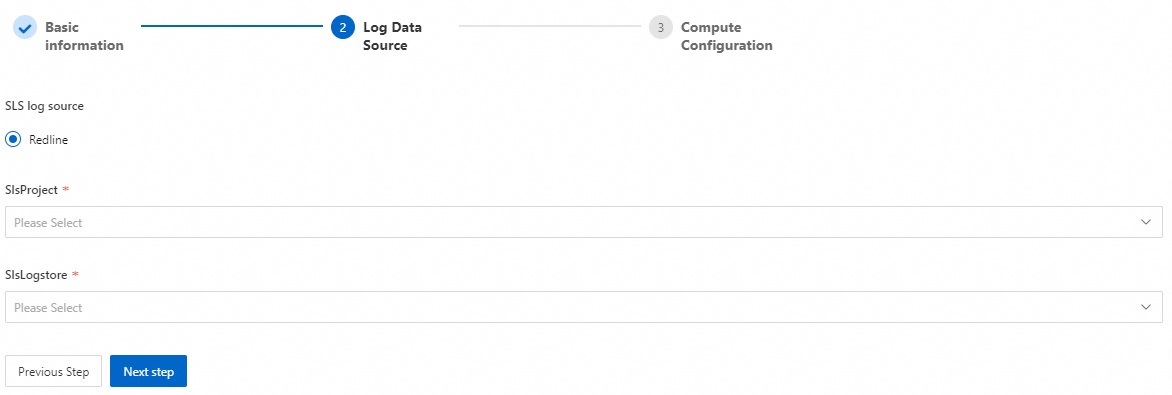 Basic
information
2
Log Data
Source
3
Compute
Configuration
SLS log source
Redline
SlsProject *
Please Select
SlsLogstore *
Please Select
Previous Step
Next step